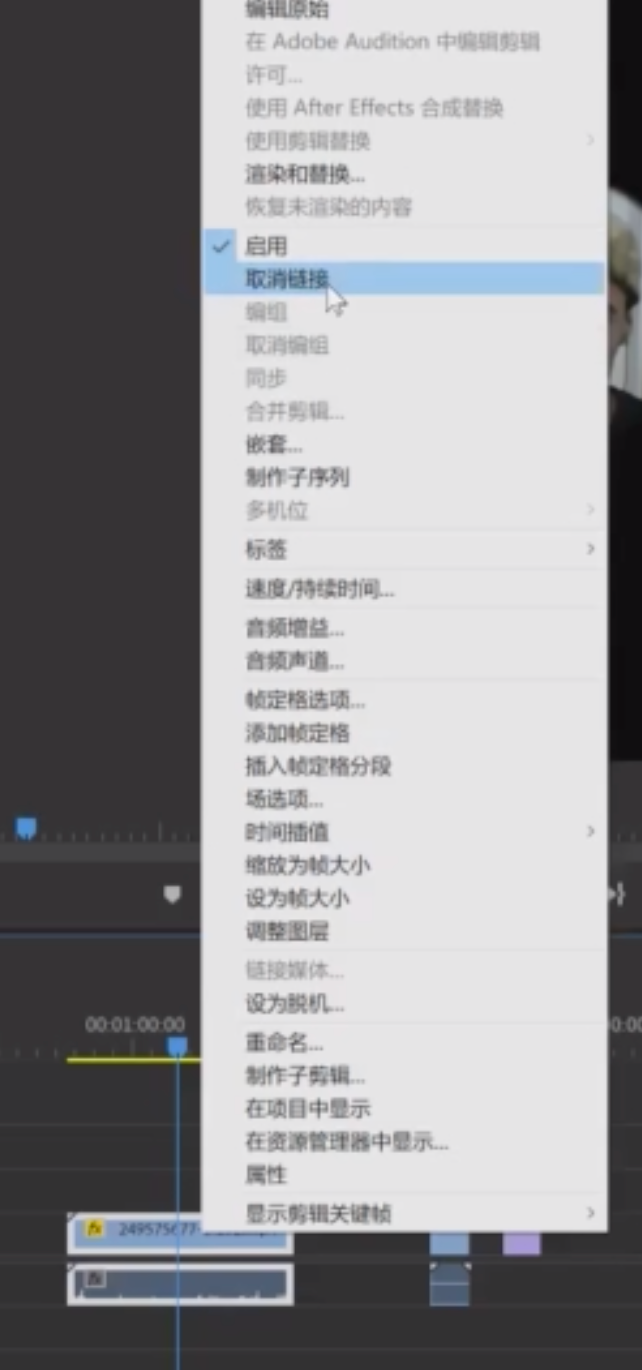 编辑原始
在 Adobe Audition 中编辑剪辑
许可...
使用 After Effects 合成替换
使用剪辑替换
渲染和替换...
恢复未渲染的内容
启用
取消链接
编组
取消编组
同步
合并剪辑...
嵌套...
制作子序列
多机位
标签
速度/持续时间...
音频增益...
音频声道...
帧定格选项...
添加帧定格
插入帧定格分段
场选项...
时间插值
缩放为帧大小
设为帧大小
调整图层
链接媒体...
设为脱机...
00:01:00:00
重命名...
制作子剪辑...
在项目中显示
在资源管理器中显示...
属性
显示剪辑关键帧
fx
fx